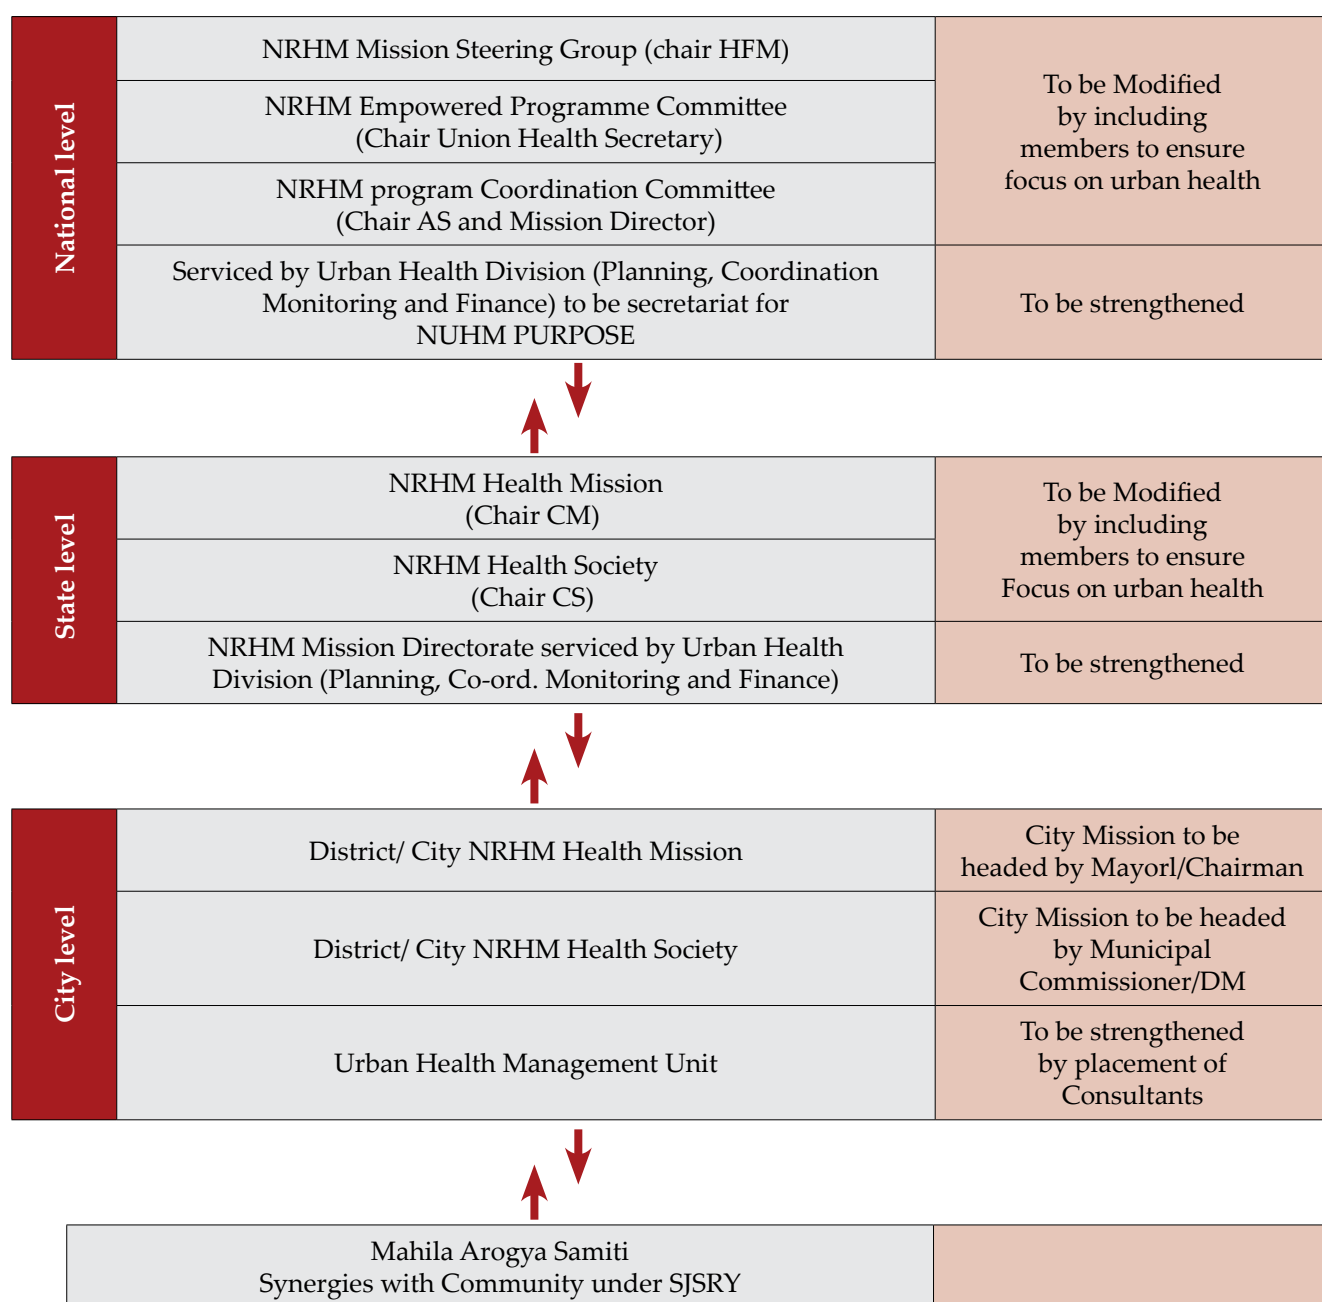 National level
NRHM Mission Steering Group (chair HFM)
NRHM Empowered Programme Committee
(Chair Union Health Secretary)
NRHM program Coordination Committee
(Chair AS and Mission Director)
To be Modified
by including
members to ensure
focus on urban health
Serviced by Urban Health Division (Planning, Coordination
Monitoring and Finance) to be secretariat for
NUHM PURPOSE
To be strengthened
State level
NRHM Health Mission
(Chair CM)
NRHM Health Society
(Chair CS)
To be Modified
by including
members to ensure
Focus on urban health
NRHM Mission Directorate serviced by Urban Health
Division (Planning, Co-ord. Monitoring and Finance)
To be strengthened
City level
District/ City NRHM Health Mission
City Mission to be
headed by Mayorl/Chairman
District/ City NRHM Health Society
City Mission to be headed
by Municipal
Commissioner/DM
Urban Health Management Unit
To be strengthened
by placement of
Consultants
Mahila Arogya Samiti
Synergies with Community under SJSRY